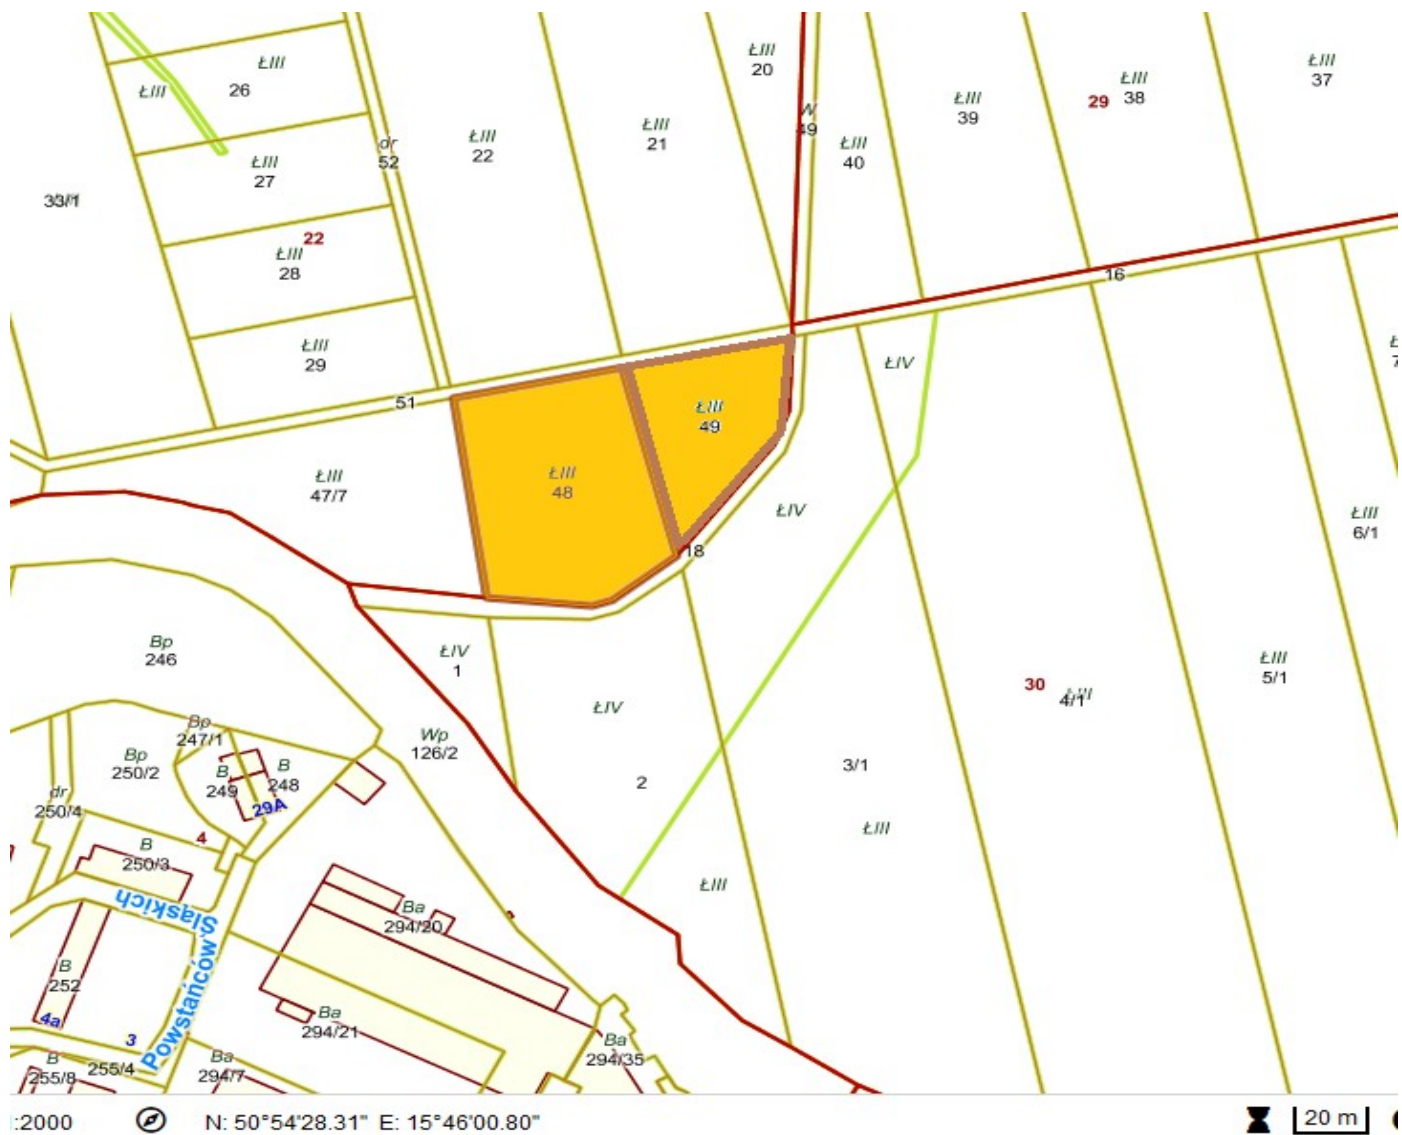 ŁIII
20
ŁIII
37
ŁIII
26
ŁIII
ŁIII
38
29
ŁIII
39
W
49
ŁIII
21
ŁIII
22
ŁIII
40
dr
52
ŁIII
27
33/1
22
ŁIII
28
16
ŁIII
29
ŁIV
7
51
ŁIII
49
ŁIII
47/7
ŁIII
48
ŁIV
ŁIII
6/1
18
Bp
246
ŁIV
1
ŁIII
5/1
30
ŁIII
4/1
ŁIV
Bp
247/1
Wp
126/2
Bp
250/2
B
249
B
248
29A
3/1
2
dr
250/4
4
B
250/3
ŁIII
ŁIII
Śląskich
Powstańców
Ba
294/20
B
252
4a
3
Ba
294/21
Ba
294/35
B
255/8
255/4
Ba
294/7
:2000
N: 50°54'28.31" E: 15°46'00.80"
20 m